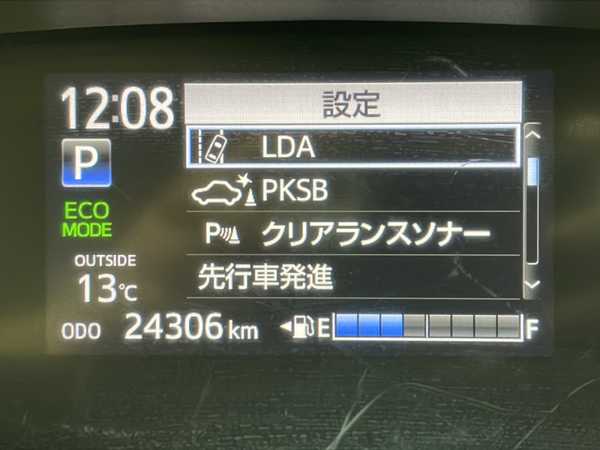 12:08
設定
LDA
P
PKSB
ECO
MODE
P クリアランスソナー
OUTSIDE
13℃
先行車発進
ODO 24306 km
E F